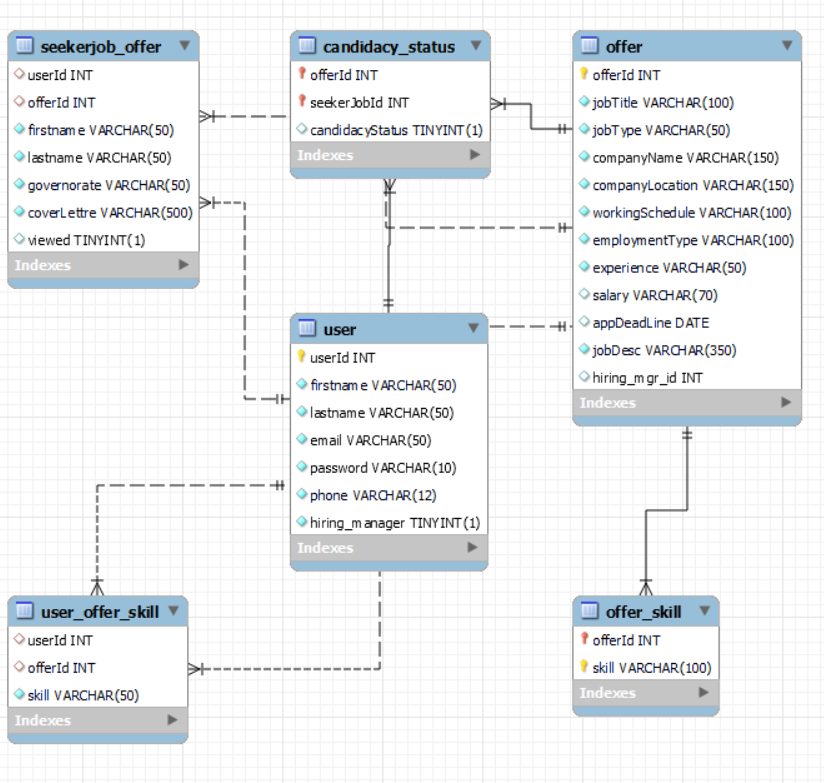 seekerjob_offer
userId INT
offerId INT
firstname VARCHAR(50)
lastname VARCHAR(50)
governorate VARCHAR(50)
coverLettre VARCHAR(500)
viewed TINYINT(1)
Indexes
candidacy_status
offerId INT
seekerJobId INT
candidacyStatus TINYINT(1)
Indexes
offer
offerId INT
jobTitle VARCHAR(100)
jobType VARCHAR(50)
companyName VARCHAR(150)
companyLocation VARCHAR(150)
workingSchedule VARCHAR(100)
employmentType VARCHAR(100)
experience VARCHAR(50)
salary VARCHAR(70)
appDeadLine DATE
jobDesc VARCHAR(350)
hiring_mgr_id INT
Indexes
user
userId INT
firstname VARCHAR(50)
lastname VARCHAR(50)
email VARCHAR(50)
password VARCHAR(10)
phone VARCHAR(12)
hiring_manager TINYINT(1)
Indexes
user_offer_skill
userId INT
offerId INT
skill VARCHAR(50)
Indexes
offer_skill
offerId INT
skill VARCHAR(100)
Indexes